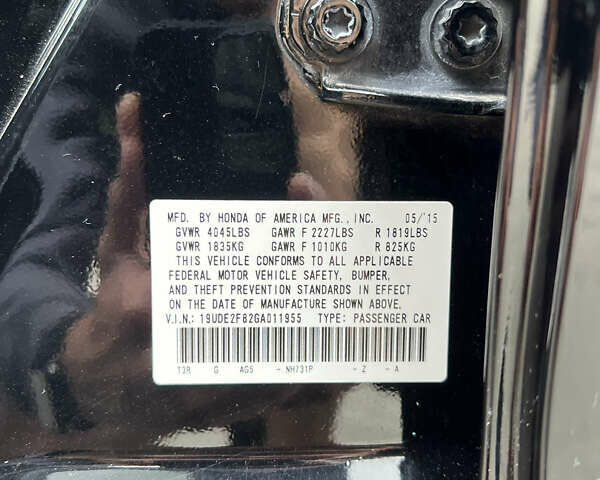 MFD. BY HONDA OF AMERICA MFG., INC. 05/'15
GVWR 4045LBS GAWR F 2227LBS R 1819LBS
GVWR 1835KG GAWR F 1010KG R 825KG
THIS VEHICLE CONFORMS TO ALL APPLICABLE
FEDERAL MOTOR VEHICLE SAFETY, BUMPER,
AND THEFT PREVENTION STANDARDS IN EFFECT
ON THE DATE OF MANUFACTURE SHOWN ABOVE.
V.I.N.: 19UDE2F82GA011955 TYPE: PASSENGER CAR
T3R G AGS - NH731P - Z - A